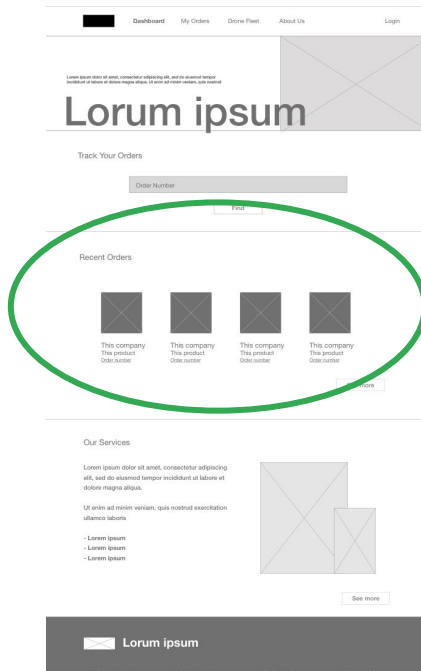 Dashboard My Orders Drone Fleet About Us Login
Lorem ipsum dolor sit amet, consectetur adipiscing elit, sed do eiusmod tempor
incididunt ut labore et dolore magna aliqua. Ut enim ad minim veniam, quis nostrud
Lorum ipsum
Track Your Orders
Order Number
Find
Recent Orders
This company This company This company This company
This product This product This product This product
Order number Order number Order number Order number
See more
Our Services
Lorem ipsum dolor sit amet, consectetur adipiscing
elit, sed do eiusmod tempor incididunt ut labore et
dolore magna aliqua.
Ut enim ad minim veniam, quis nostrud exercitation
ullamco laboris
- Lorem ipsum
- Lorem ipsum
- Lorem ipsum
See more
Lorem ipsum